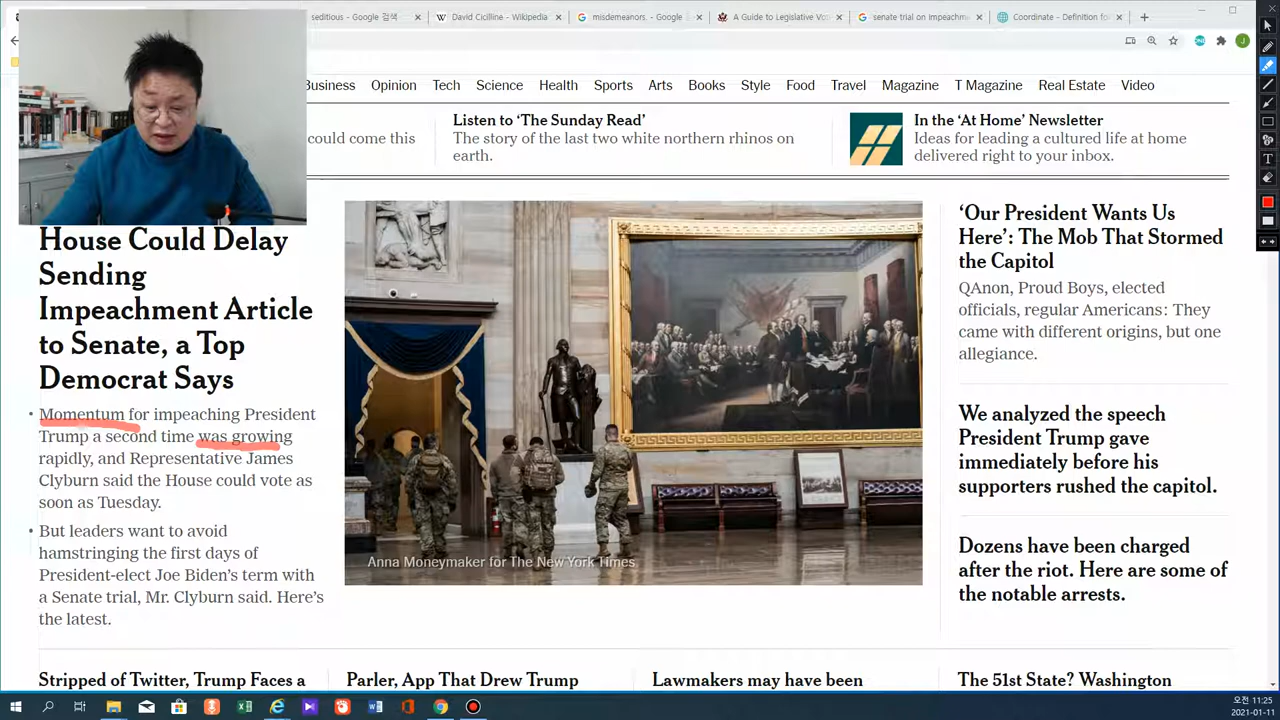 seditious - Google 검색
David Cicilline - Wikipedia
misdemeanors. - Google
A Guide to Legislative Vo
senate trial on impeachme
Coordinate - Definition fo
Business Opinion Tech Science Health Sports Arts Books Style Food Travel Magazine T Magazine Real Estate Video
could come this
Listen to ‘The Sunday Read’
The story of the last two white northern rhinos on
earth.
In the ‘At Home’ Newsletter
Ideas for leading a cultured life at home
delivered right to your inbox.
House Could Delay
Sending
Impeachment Article
to Senate, a Top
Democrat Says
• Momentum for impeaching President
Trump a second time was growing
rapidly, and Representative James
Clyburn said the House could vote as
soon as Tuesday.
• But leaders want to avoid
hamstringing the first days of
President-elect Joe Biden’s term with
a Senate trial, Mr. Clyburn said. Here’s
the latest.
Anna Moneymaker for The New York Times
‘Our President Wants Us
Here’: The Mob That Stormed
the Capitol
QAnon, Proud Boys, elected
officials, regular Americans: They
came with different origins, but one
allegiance.
We analyzed the speech
President Trump gave
immediately before his
supporters rushed the capitol.
Dozens have been charged
after the riot. Here are some of
the notable arrests.
Stripped of Twitter, Trump Faces a
Parler, App That Drew Trump
Lawmakers may have been
The 51st State? Washington
오전 11:25
2021-01-11